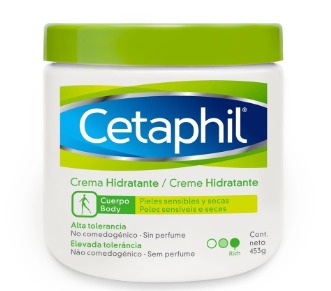 Cetaphil®
Crema Hidratante / Creme Hidratante
Cuerpo
Body
Pieles sensibles y secas
Peles sensíveis e secas
Alta tolerancia
No comedogénico - Sin perfume
Elevada tolerância
Não comedogénico - Sem perfume
Rich
Cont.
neto
453g